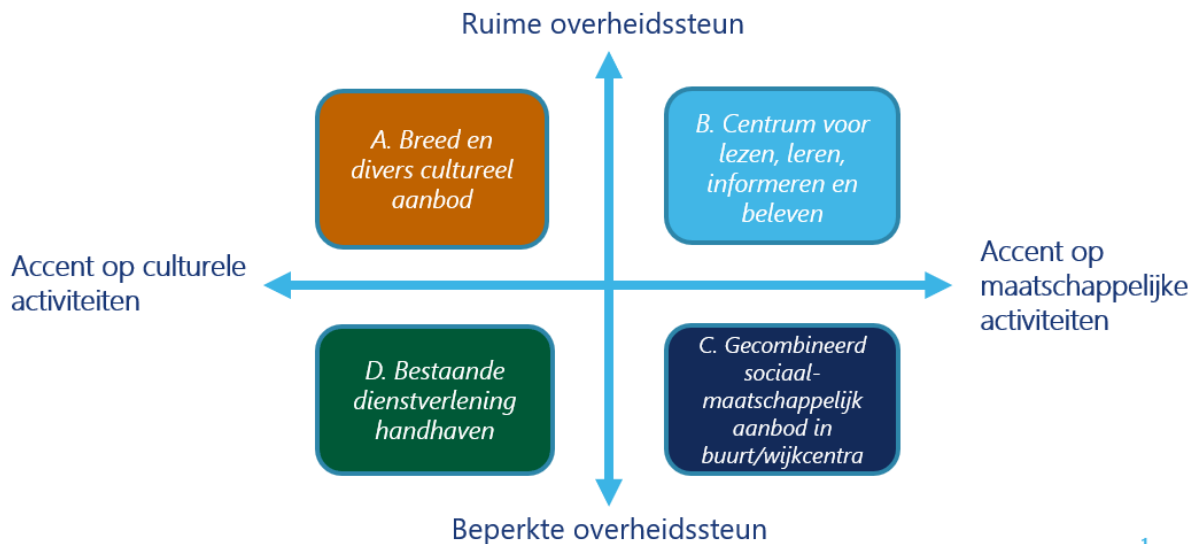 Ruime overheidssteun
A. Breed en
divers cultureel
aanbod
B. Centrum voor
lezen, leren,
informeren en
beleven
Accent op culturele
activiteiten
Accent op
maatschappelijke
activiteiten
D. Bestaande
dienstverlening
handhaven
C. Gecombineerd
sociaal-
maatschappelijk
aanbod in
buurt/wijkcentra
Beperkte overheidssteun
1